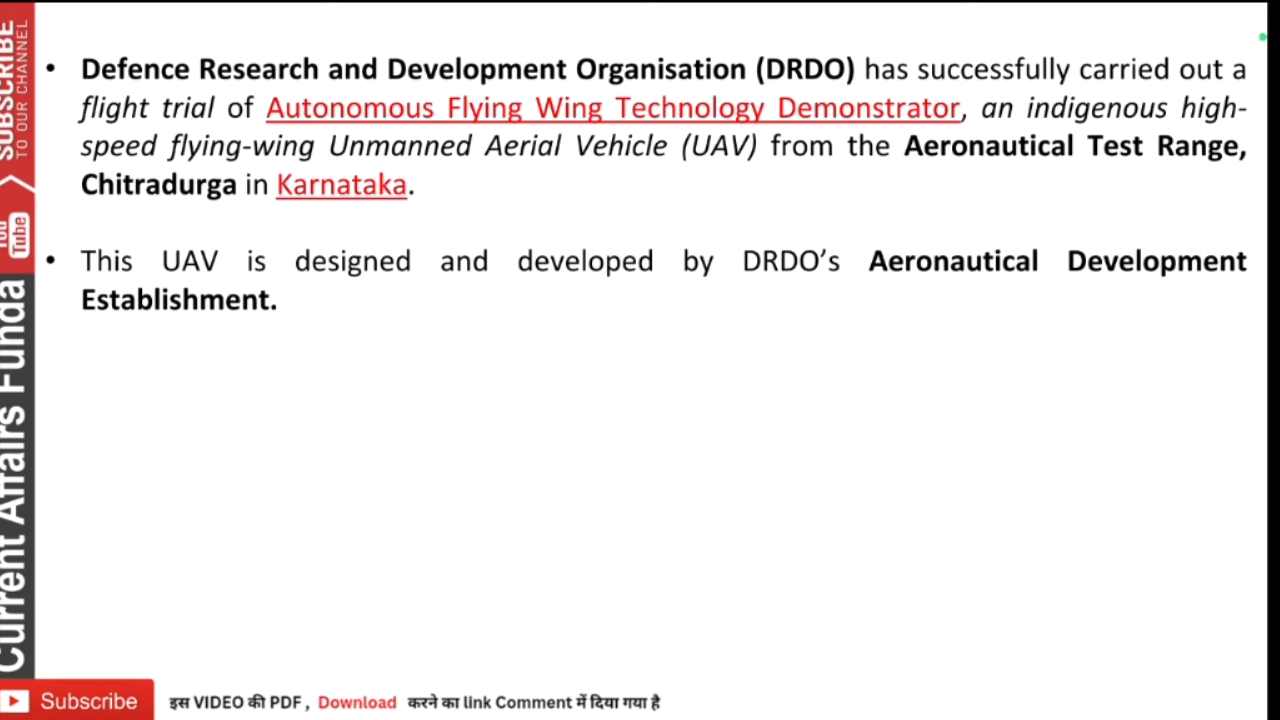 • Defence Research and Development Organisation (DRDO) has successfully carried out a
flight trial of Autonomous Flying Wing Technology Demonstrator, an indigenous high-
speed flying-wing Unmanned Aerial Vehicle (UAV) from the Aeronautical Test Range,
Chitradurga in Karnataka.
• This UAV is designed and developed by DRDO’s Aeronautical Development
Establishment.
SUBSCRIBE
TO OUR CHANNEL
You
Tube
Current Affairs Funda
Subscribe
इस VIDEO की PDF , Download करने का link Comment में दिया गया है